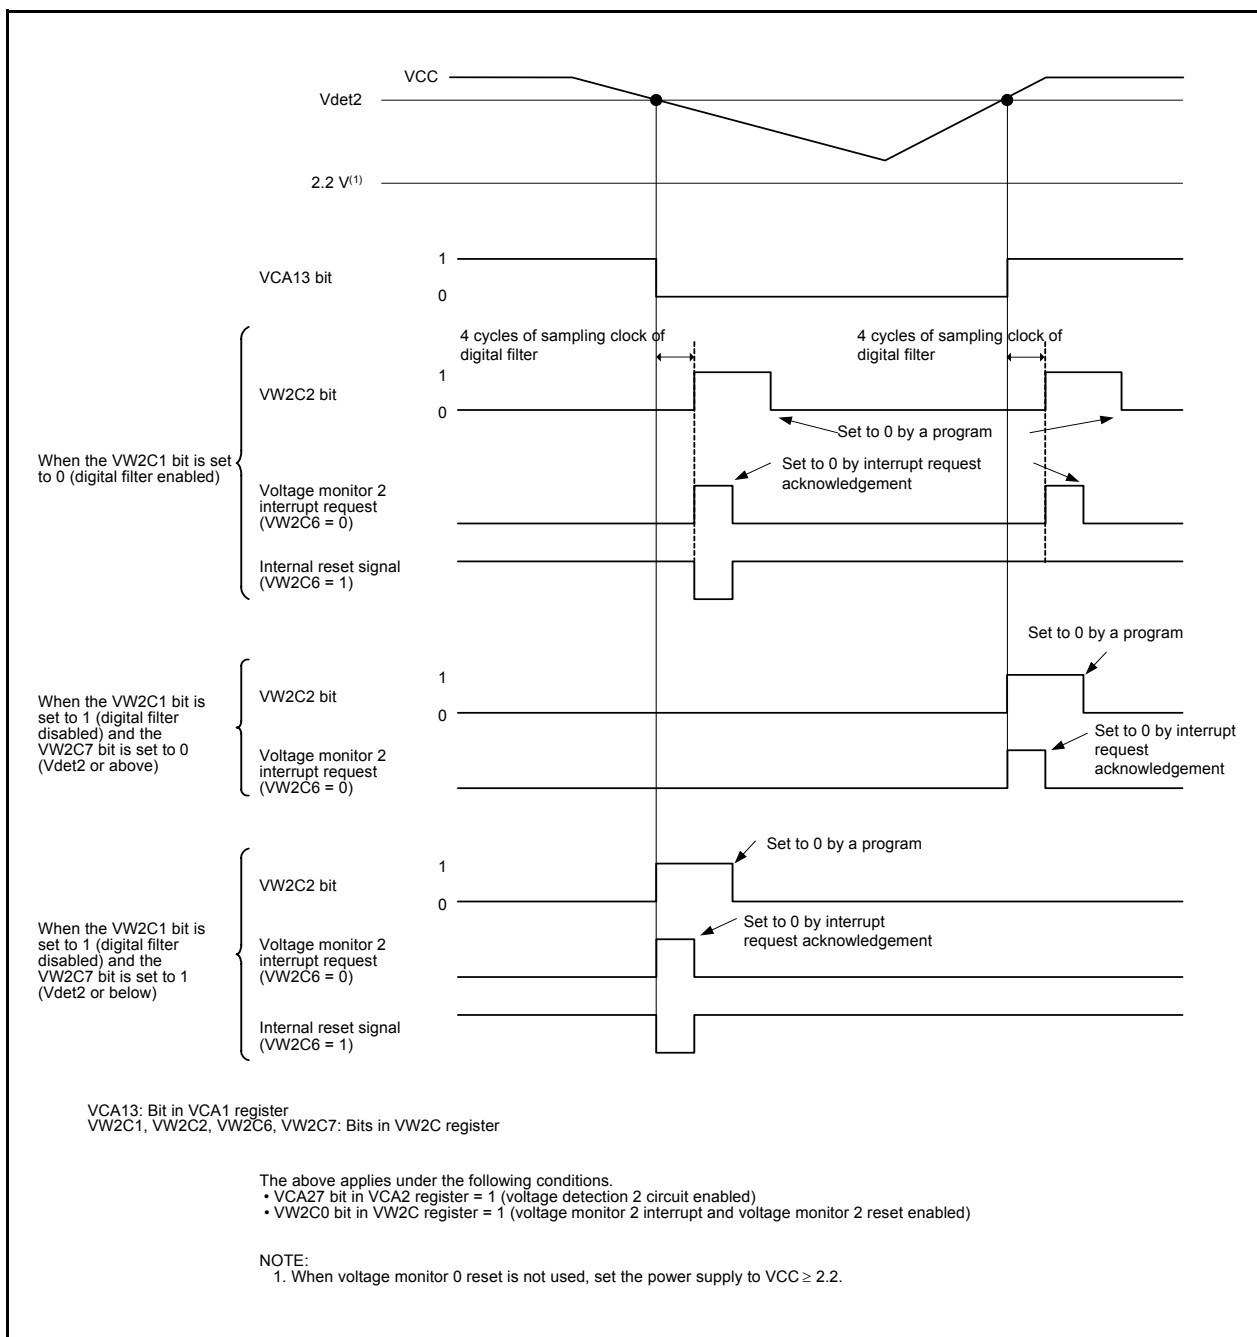 VCC
Vdet2
2.2 V(1)
VCA13 bit
1
0
4 cycles of sampling clock of
digital filter
4 cycles of sampling clock of
digital filter
When the VW2C1 bit is set
to 0 (digital filter enabled)
VW2C2 bit
1
0
Set to 0 by a program
Set to 0 by interrupt request
acknowledgement
Voltage monitor 2
interrupt request
(VW2C6 = 0)
Internal reset signal
(VW2C6 = 1)
Set to 0 by a program
When the VW2C1 bit is
set to 1 (digital filter
disabled) and the
VW2C7 bit is set to 0
(Vdet2 or above)
VW2C2 bit
1
0
Set to 0 by interrupt
request
acknowledgement
Voltage monitor 2
interrupt request
(VW2C6 = 0)
Set to 0 by a program
When the VW2C1 bit is
set to 1 (digital filter
disabled) and the
VW2C7 bit is set to 1
(Vdet2 or below)
VW2C2 bit
1
0
Set to 0 by interrupt
request acknowledgement
Voltage monitor 2
interrupt request
(VW2C6 = 0)
Internal reset signal
(VW2C6 = 1)
VCA13: Bit in VCA1 register
VW2C1, VW2C2, VW2C6, VW2C7: Bits in VW2C register
The above applies under the following conditions.
• VCA27 bit in VCA2 register = 1 (voltage detection 2 circuit enabled)
• VW2C0 bit in VW2C register = 1 (voltage monitor 2 interrupt and voltage monitor 2 reset enabled)
NOTE:
1. When voltage monitor 0 reset is not used, set the power supply to VCC ≥ 2.2.